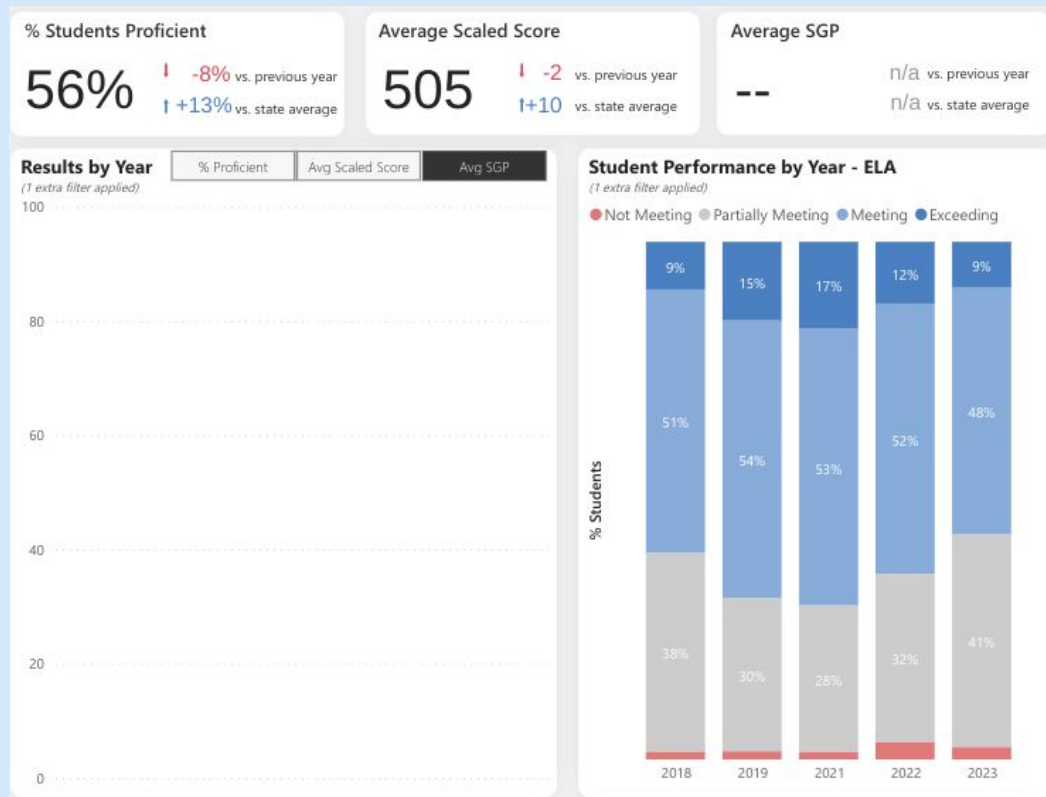 % Students Proficient
56%
-8% vs. previous year
+13% vs. state average
Average Scaled Score
505
-2 vs. previous year
+10 vs. state average
Average SGP
--
n/a vs. previous year
n/a vs. state average
Results by Year
% Proficient
Avg Scaled Score
Avg SGP
(1 extra filter applied)
100
80
60
40
20
0
Student Performance by Year - ELA
(1 extra filter applied)
Not Meeting Partially Meeting Meeting Exceeding
% Students
9% 15% 17% 12% 9%
51% 54% 53% 52% 48%
38% 30% 28% 32% 41%
2018 2019 2021 2022 2023